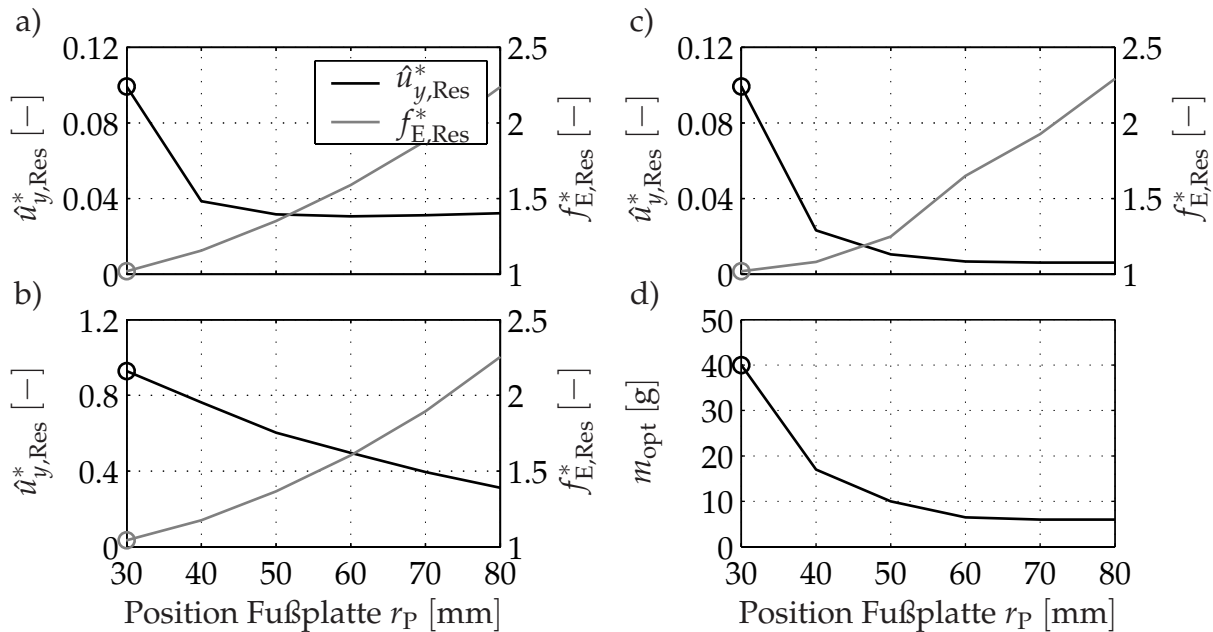 a)
0.12
0.08
0.04
0
û*y,Res [−]
2.5
2
1.5
1
f*E,Res [−]
û*y,Res
f*E,Res
c)
0.12
0.08
0.04
0
û*y,Res [−]
2.5
2
1.5
1
f*E,Res [−]
b)
1.2
0.8
0.4
0
û*y,Res [−]
2.5
2
1.5
1
f*E,Res [−]
30 40 50 60 70 80
Position Fußplatte rP [mm]
d)
50
40
30
20
10
0
mopt [g]
30 40 50 60 70 80
Position Fußplatte rP [mm]